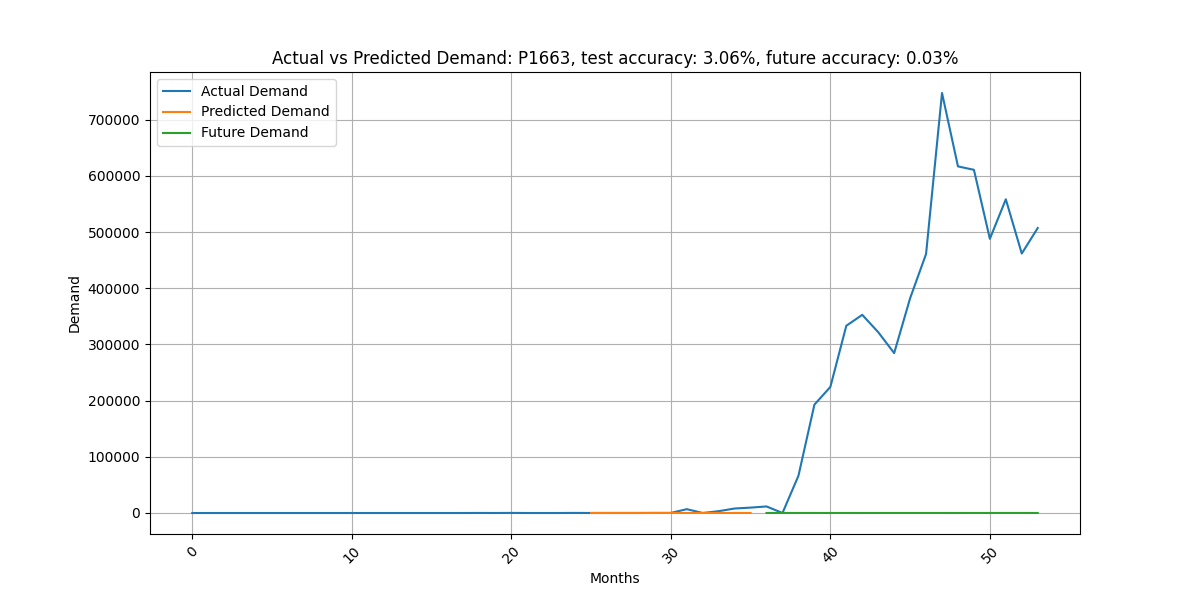 Actual vs Predicted Demand: P1663, test accuracy: 3.06%, future accuracy: 0.03%
Actual Demand
Predicted Demand
Future Demand
700000
600000
500000
400000
300000
200000
100000
0
Demand
0 10 20 30 40 50
Months